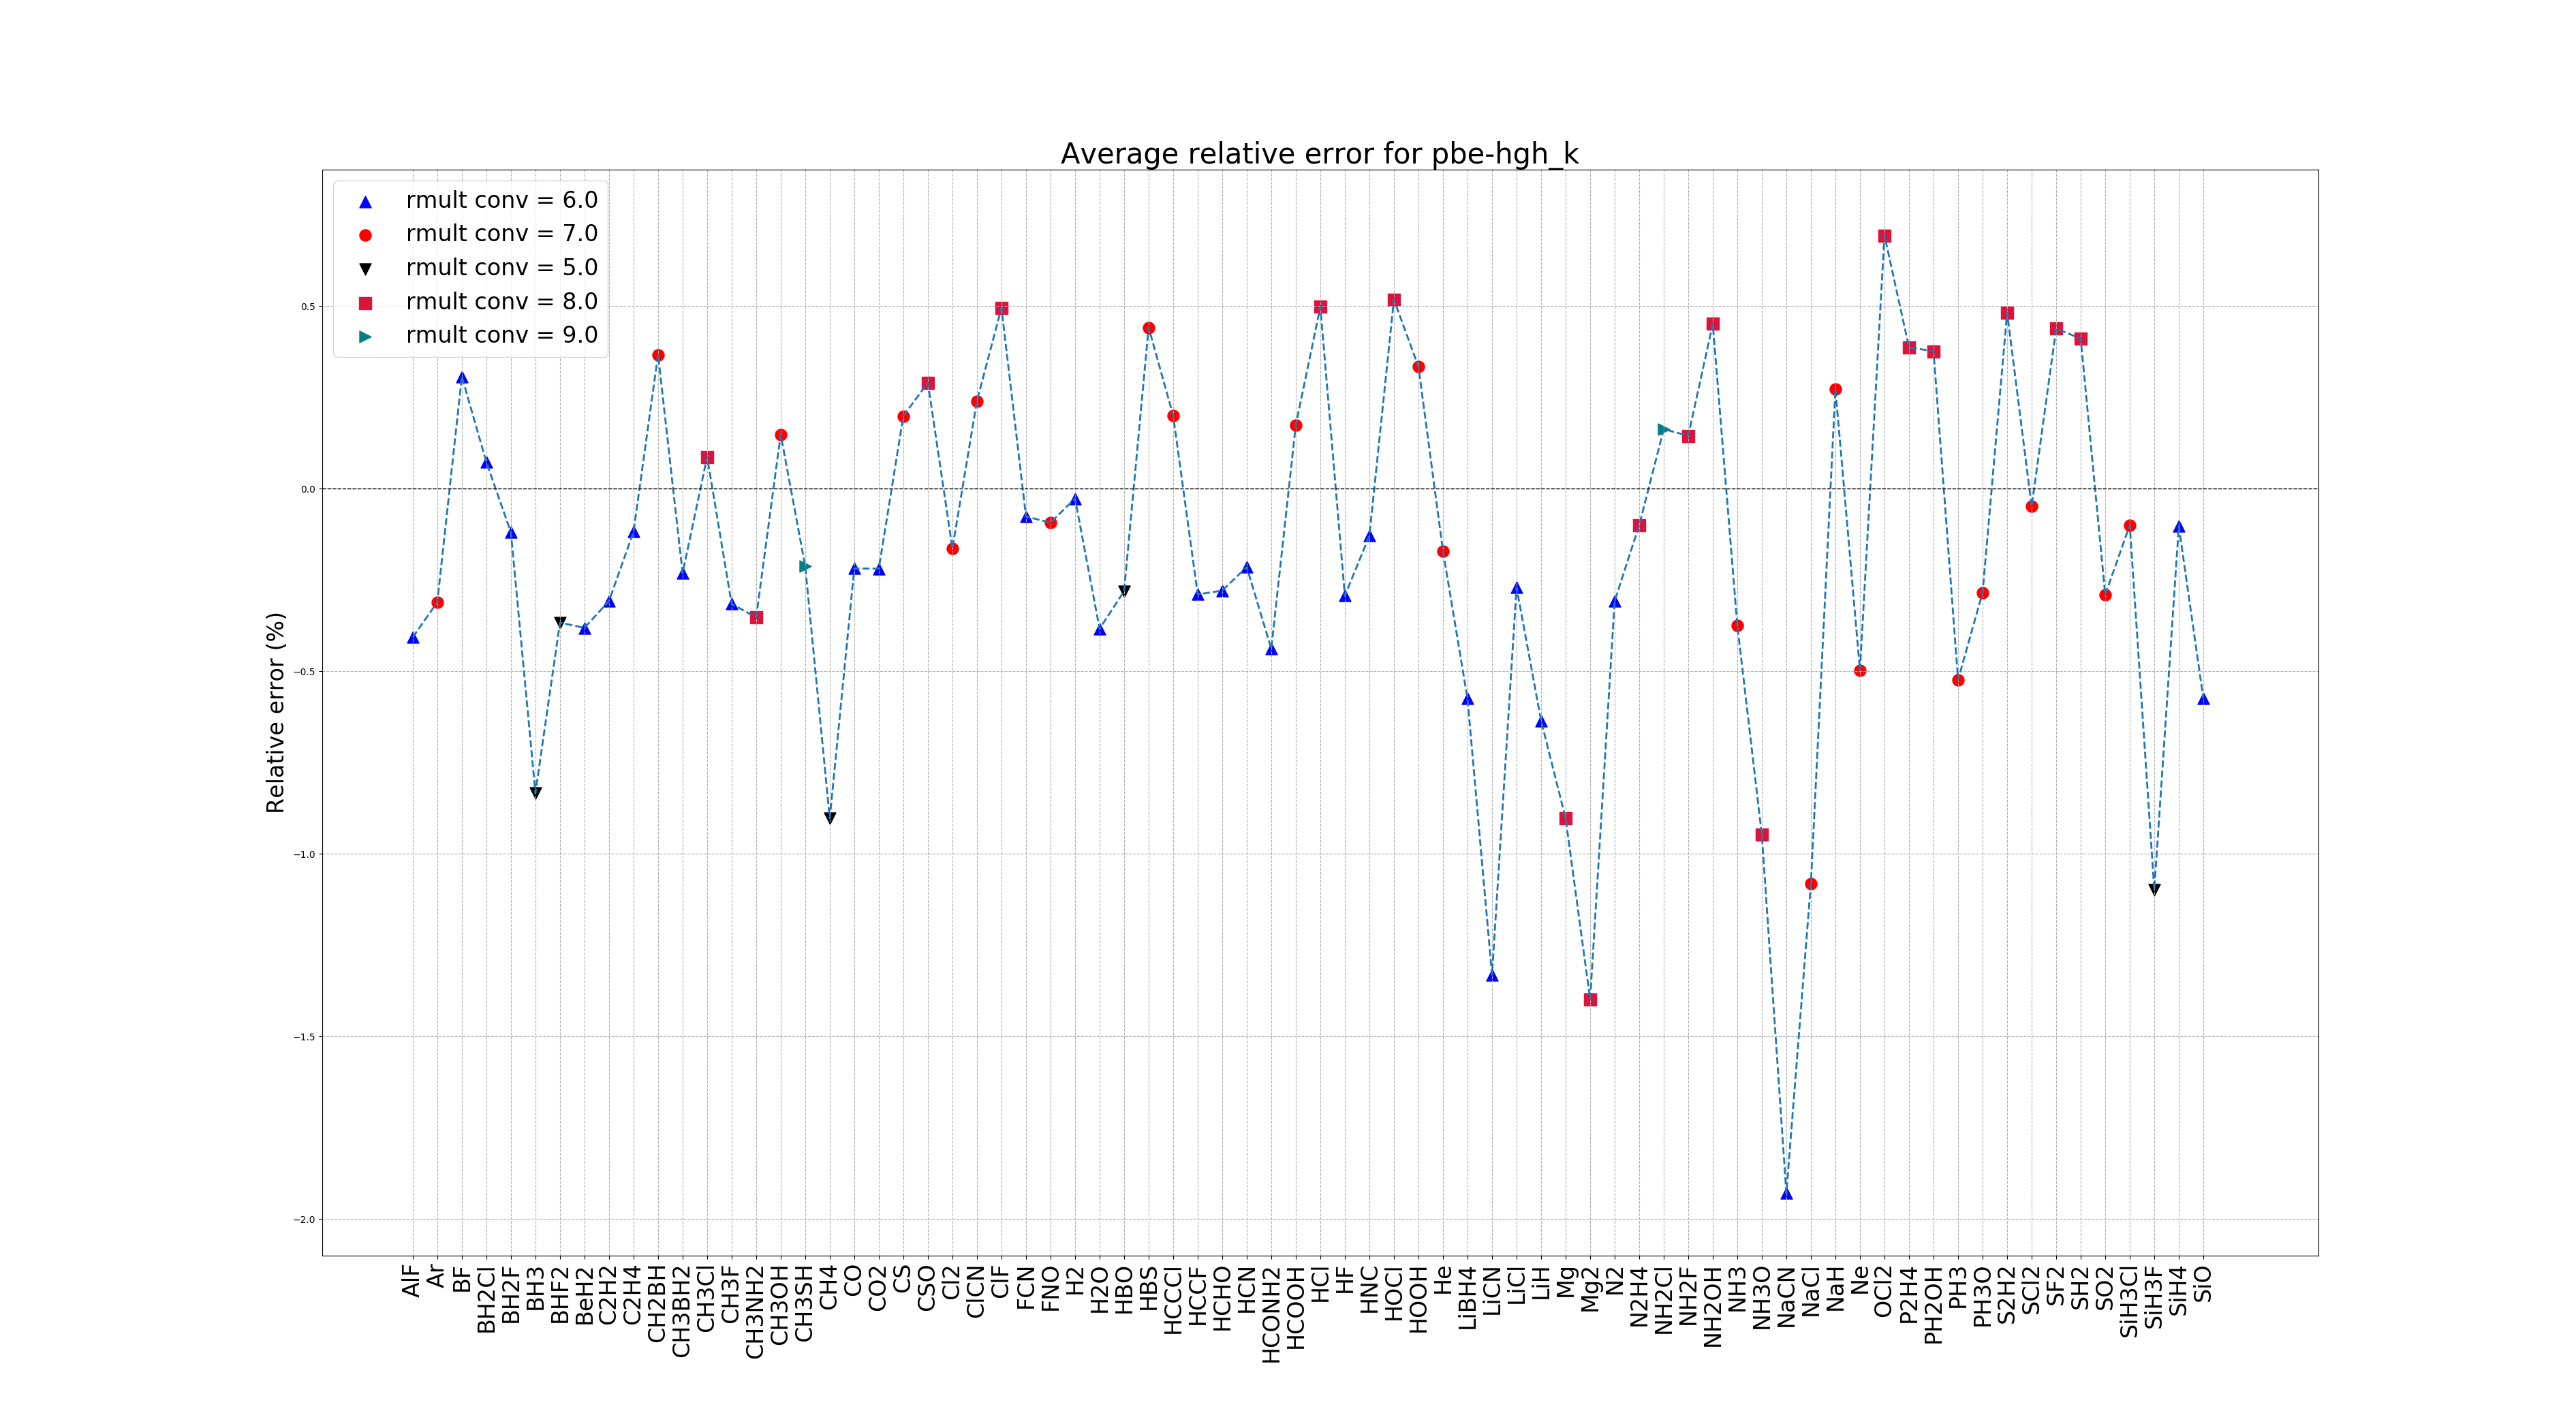 Average relative error for pbe-hgh_k
rmult conv = 6.0
rmult conv = 7.0
rmult conv = 5.0
rmult conv = 8.0
rmult conv = 9.0
Relative error (%)
0.5
0.0
−0.5
−1.0
−1.5
−2.0
AlF
Ar
BF
BH2Cl
BH2F
BH3
BHF2
BeH2
C2H2
C2H4
CH2BH
CH3BH2
CH3Cl
CH3F
CH3NH2
CH3OH
CH3SH
CH4
CO
CO2
CS
CSO
Cl2
ClCN
ClF
FCN
FNO
H2
H2O
HBO
HBS
HCCCl
HCCF
HCHO
HCN
HCONH2
HCOOH
HCl
HF
HNC
HOCl
HOOH
He
LiBH4
LiCN
LiCl
LiH
Mg
Mg2
N2
N2H4
NH2Cl
NH2F
NH2OH
NH3
NH3O
NaCN
NaCl
NaH
Ne
OCl2
P2H4
PH2OH
PH3
PH3O
S2H2
SCl2
SF2
SH2
SO2
SiH3Cl
SiH3F
SiH4
SiO